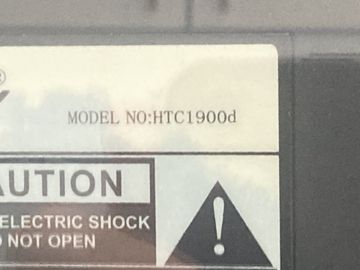 ®
MODEL NO:HTC1900d
AUTION
ELECTRIC SHOCK
NOT OPEN
!